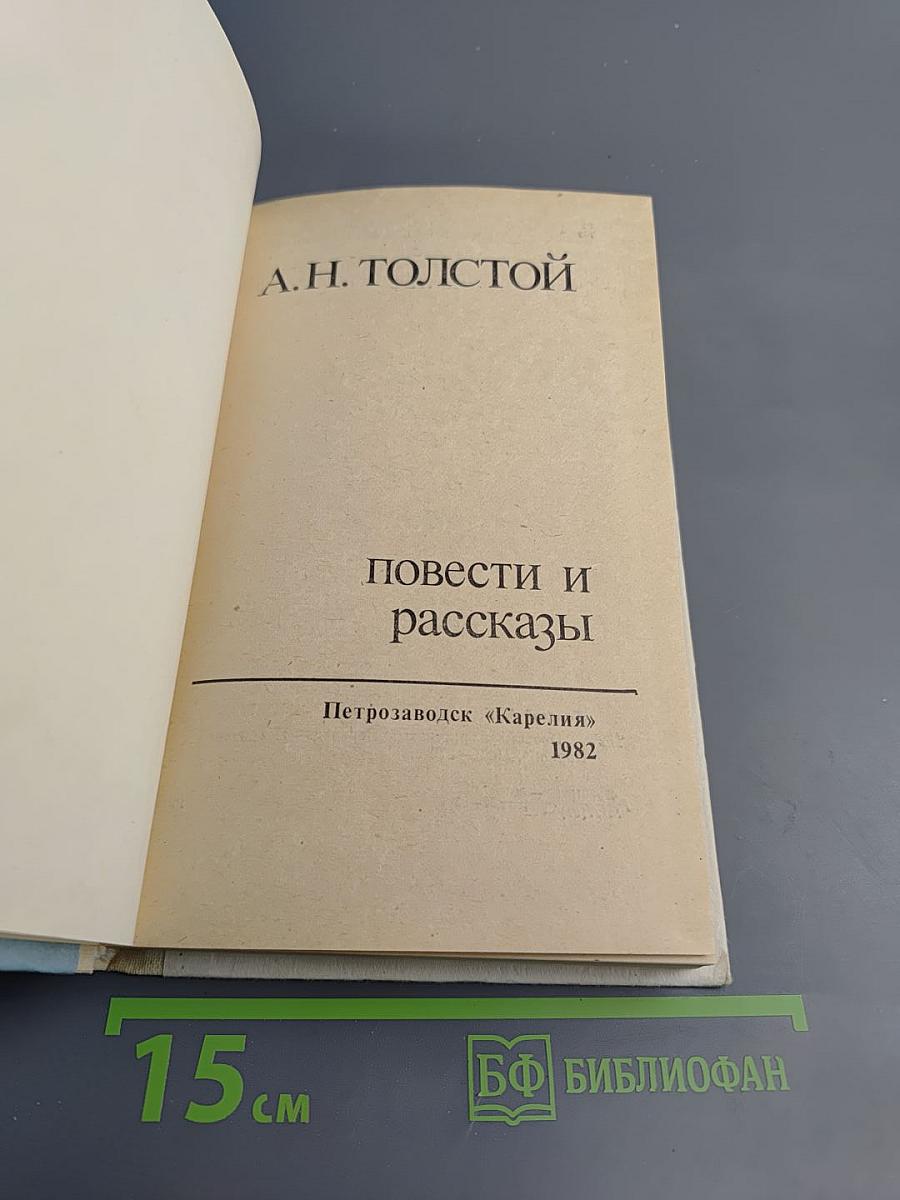 А. Н. ТОЛСТОЙ
повести и
рассказы
Петрозаводск «Карелия»
1982
15 см
БФ БИБЛИОФАН